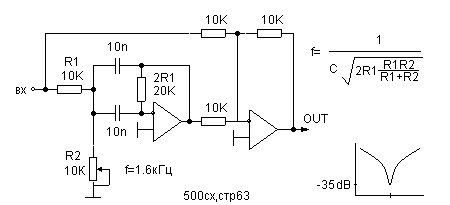 10K 10K
R1
10K
10n
2R1
20K
вх
10K
10n
OUT
R2
10K
f=1.6кГц
500сх,стр63
f= 1
C √ 2R1 R1R2
R1+R2
-35dB